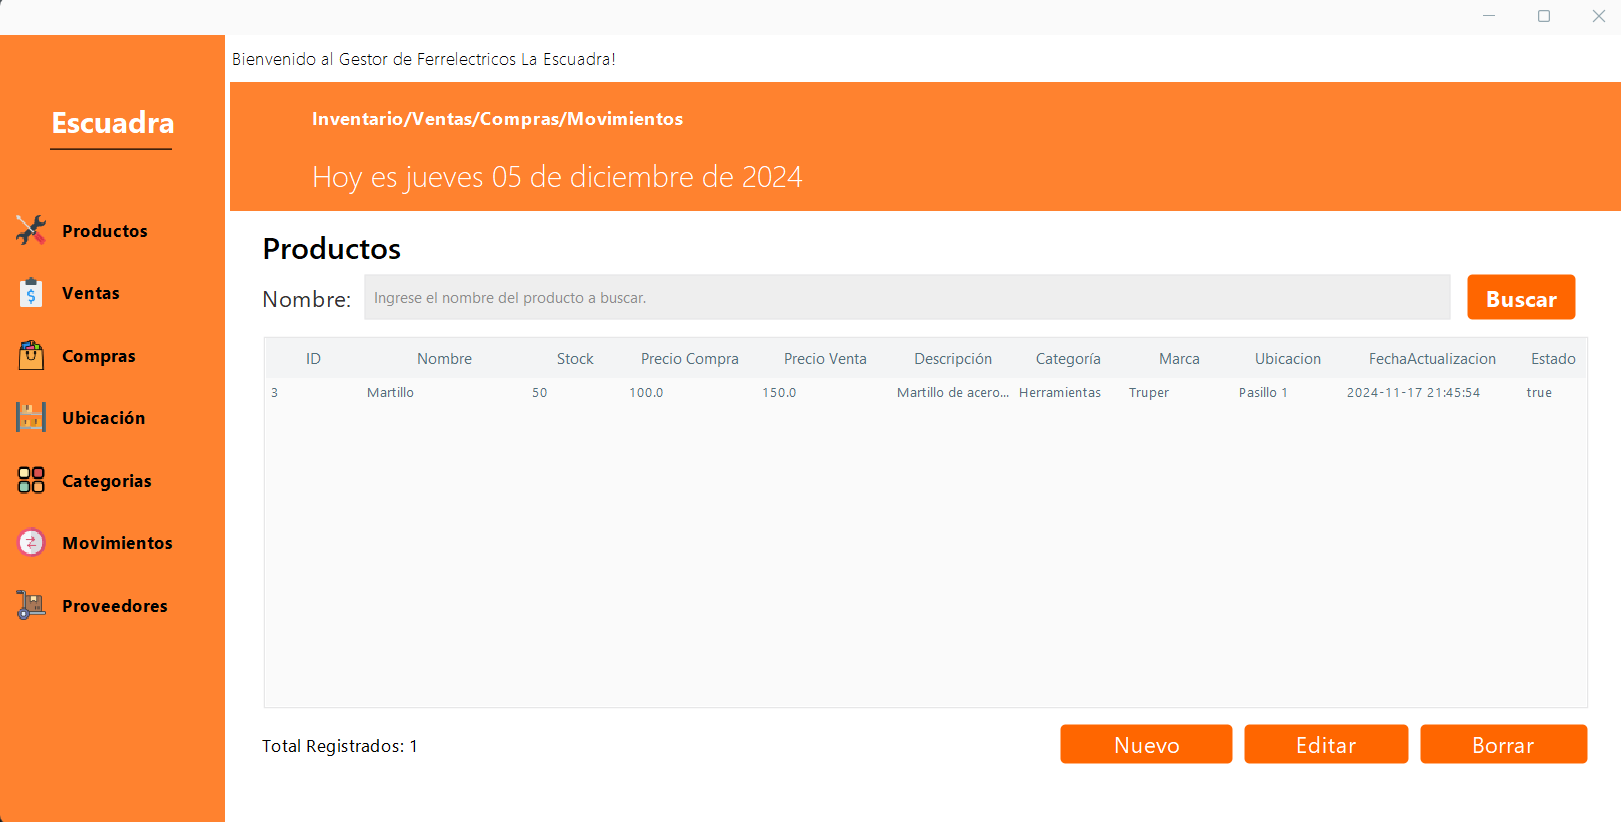 Bienvenido al Gestor de Ferrelectricos La Escuadra!
Escuadra
Inventario/Ventas/Compras/Movimientos
Hoy es jueves 05 de diciembre de 2024
Productos
Ventas
Compras
Ubicación
Categorias
Movimientos
Proveedores
Productos
Nombre: Ingrese el nombre del producto a buscar. Buscar
ID Nombre Stock Precio Compra Precio Venta Descripción Categoría Marca Ubicacion FechaActualizacion Estado
3 Martillo 50 100.0 150.0 Martillo de acero... Herramientas Truper Pasillo 1 2024-11-17 21:45:54 true
Total Registrados: 1 Nuevo Editar Borrar